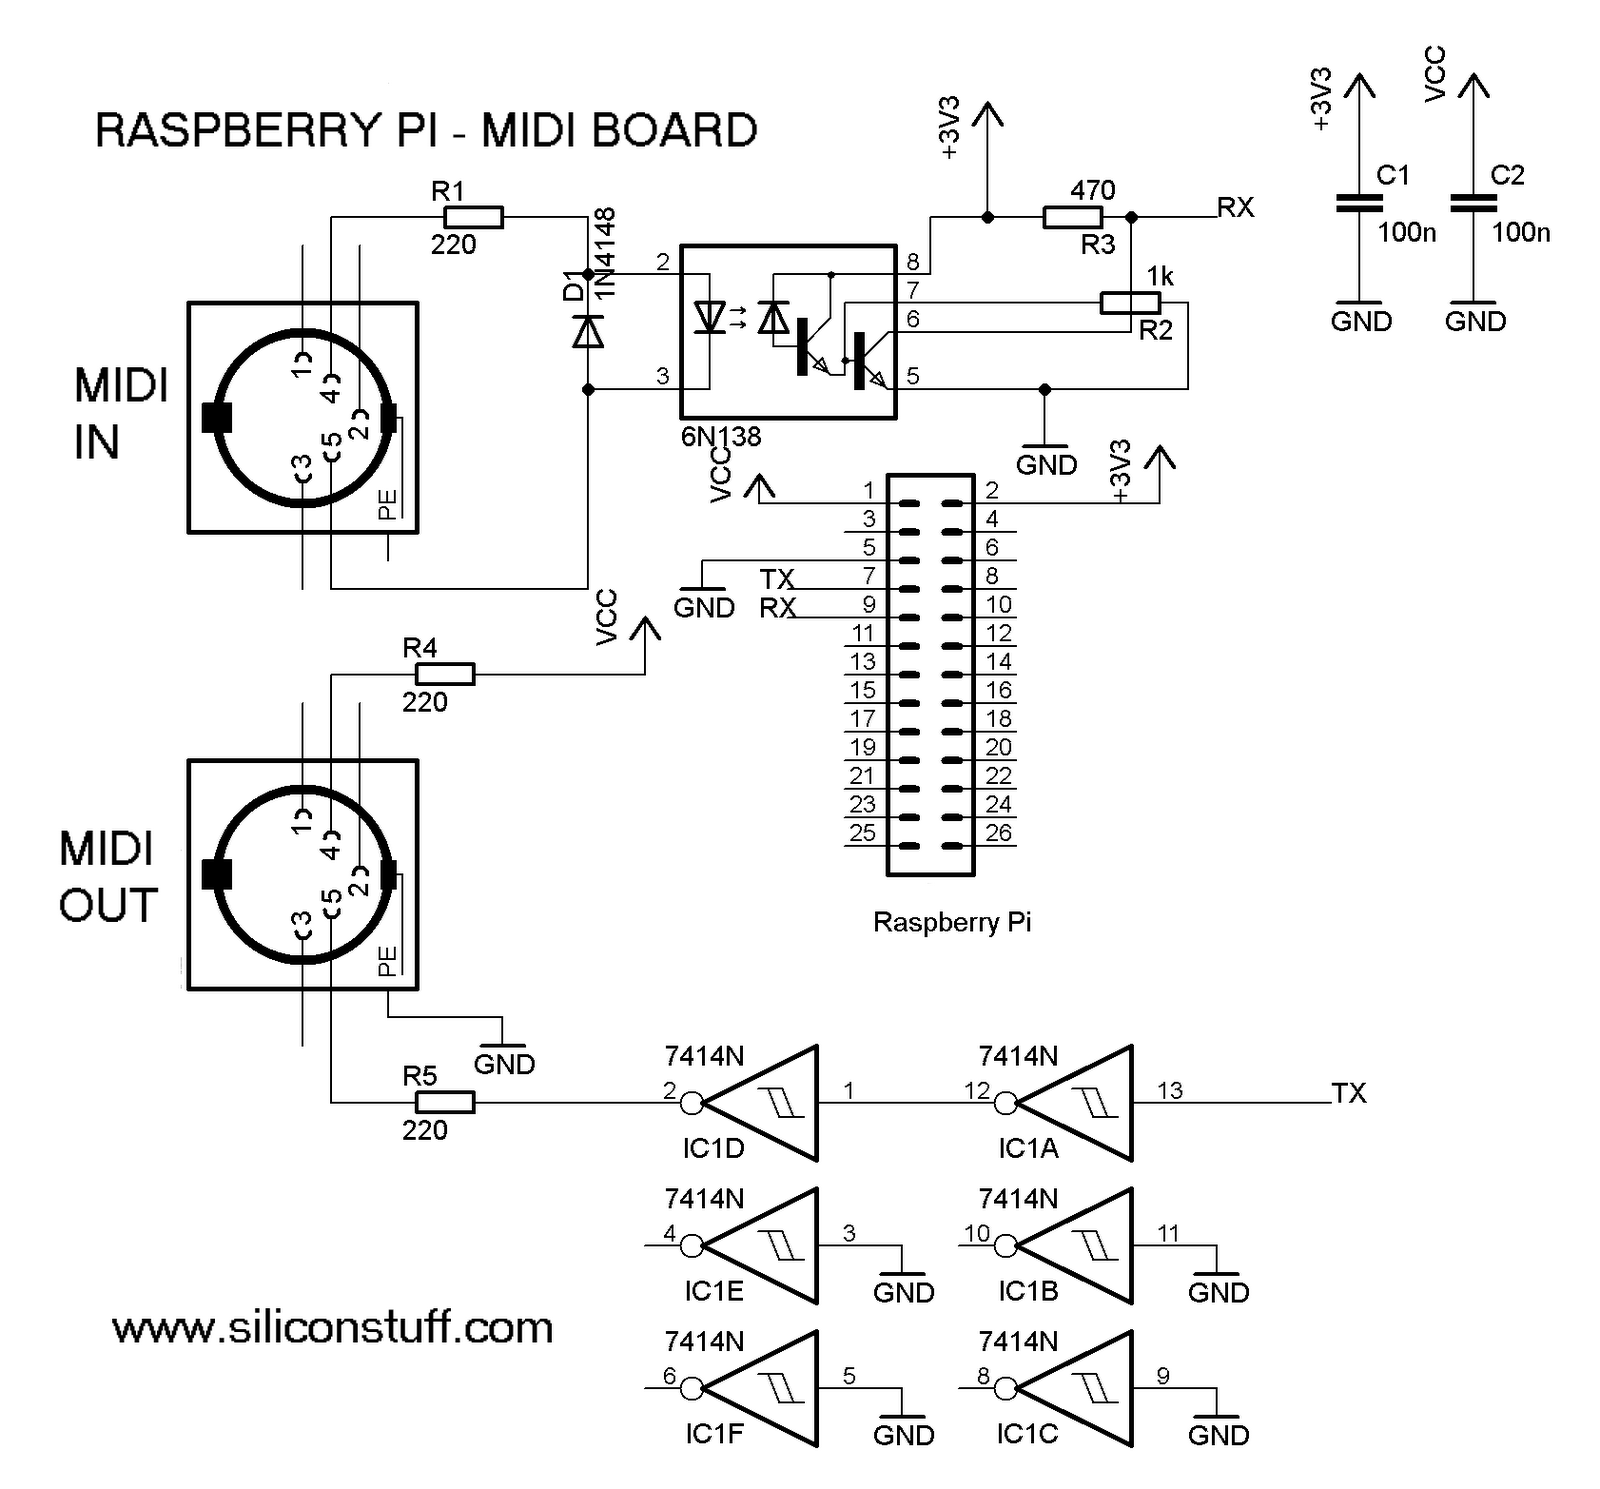 RASPBERRY PI - MIDI BOARD
R1
220
D1
1N4148
MIDI
IN
1
4
2
5
3
PE
2
3
8
7
6
5
6N138
+3V3
470
R3
RX
1k
R2
GND
+3V3
C1
100n
GND
VCC
C2
100n
GND
VCC
+3V3
GND
TX
RX
1 2
3 4
5 6
7 8
9 10
11 12
13 14
15 16
17 18
19 20
21 22
23 24
25 26
Raspberry Pi
R4
220
VCC
MIDI
OUT
1
4
2
5
3
PE
GND
R5
220
7414N
2 1
IC1D
7414N
12 13
IC1A
TX
7414N
4 3
IC1E
GND
7414N
10 11
IC1B
GND
7414N
6 5
IC1F
GND
7414N
8 9
IC1C
GND
www.siliconstuff.com